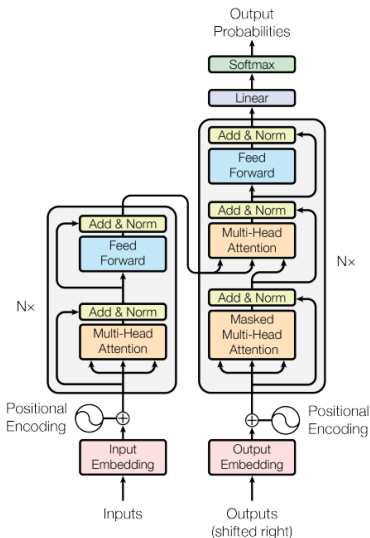 Output
Probabilities
Softmax
Linear
Add & Norm
Feed
Forward
Add & Norm
Multi-Head
Attention
Add & Norm
Masked
Multi-Head
Attention
Nx
Add & Norm
Feed
Forward
Add & Norm
Multi-Head
Attention
Nx
Positional
Encoding
Input
Embedding
Inputs
Positional
Encoding
Output
Embedding
Outputs
(shifted right)